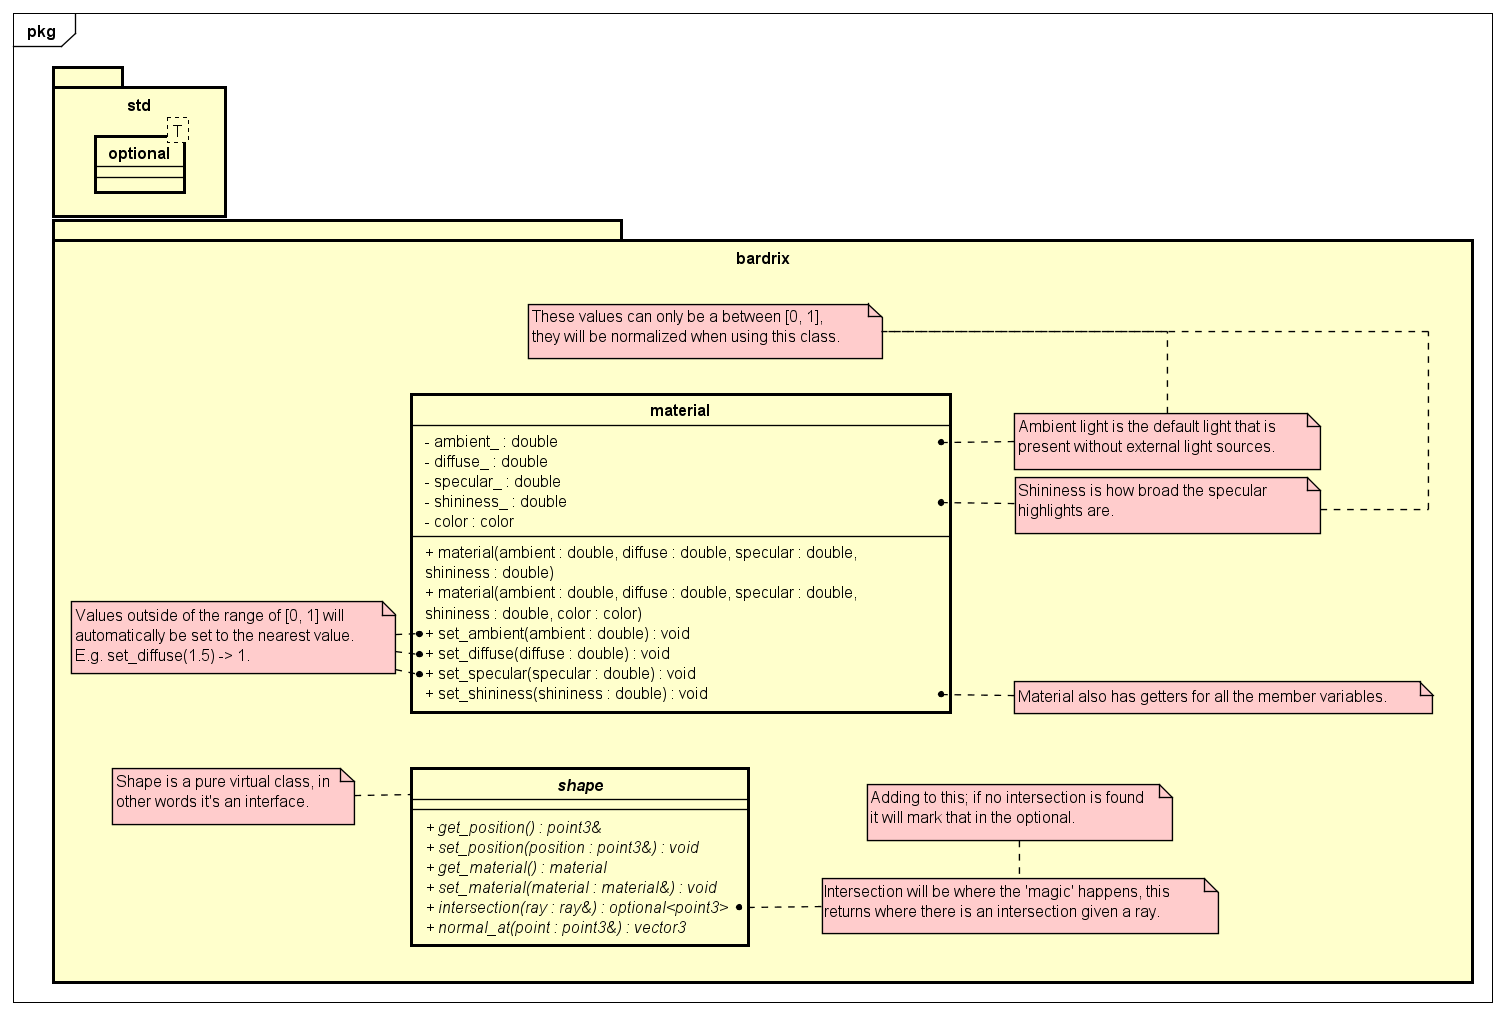 pkg
std
T
optional
bardrix
These values can only be a between [0, 1],
they will be normalized when using this class.
material
- ambient_ : double
- diffuse_ : double
- specular_ : double
- shininess_ : double
- color : color
+ material(ambient : double, diffuse : double, specular : double,
shininess : double)
+ material(ambient : double, diffuse : double, specular : double,
shininess : double, color : color)
+ set_ambient(ambient : double) : void
+ set_diffuse(diffuse : double) : void
+ set_specular(specular : double) : void
+ set_shininess(shininess : double) : void
Ambient light is the default light that is
present without external light sources.
Shininess is how broad the specular
highlights are.
Values outside of the range of [0, 1] will
automatically be set to the nearest value.
E.g. set_diffuse(1.5) -> 1.
Material also has getters for all the member variables.
Shape is a pure virtual class, in
other words it's an interface.
shape
+ get_position() : point3&
+ set_position(position : point3&) : void
+ get_material() : material
+ set_material(material : material&) : void
+ intersection(ray : ray&) : optional<point3>
+ normal_at(point : point3&) : vector3
Adding to this; if no intersection is found
it will mark that in the optional.
Intersection will be where the 'magic' happens, this
returns where there is an intersection given a ray.